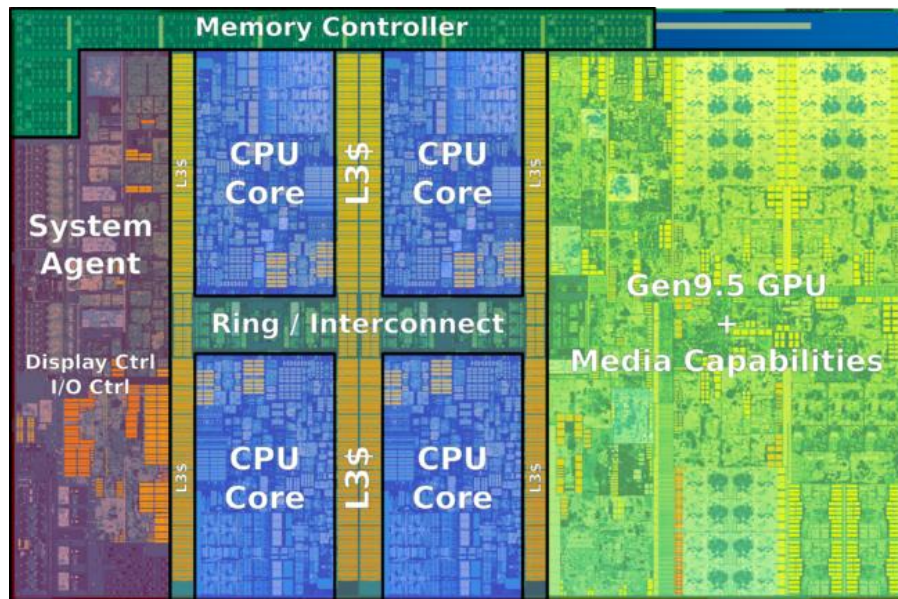 Memory Controller
L3$
CPU
Core
L3$
CPU
Core
L3$
System
Agent
Display Ctrl
I/O Ctrl
Ring / Interconnect
Gen9.5 GPU
+
Media Capabilities
L3$
CPU
Core
L3$
CPU
Core
L3$